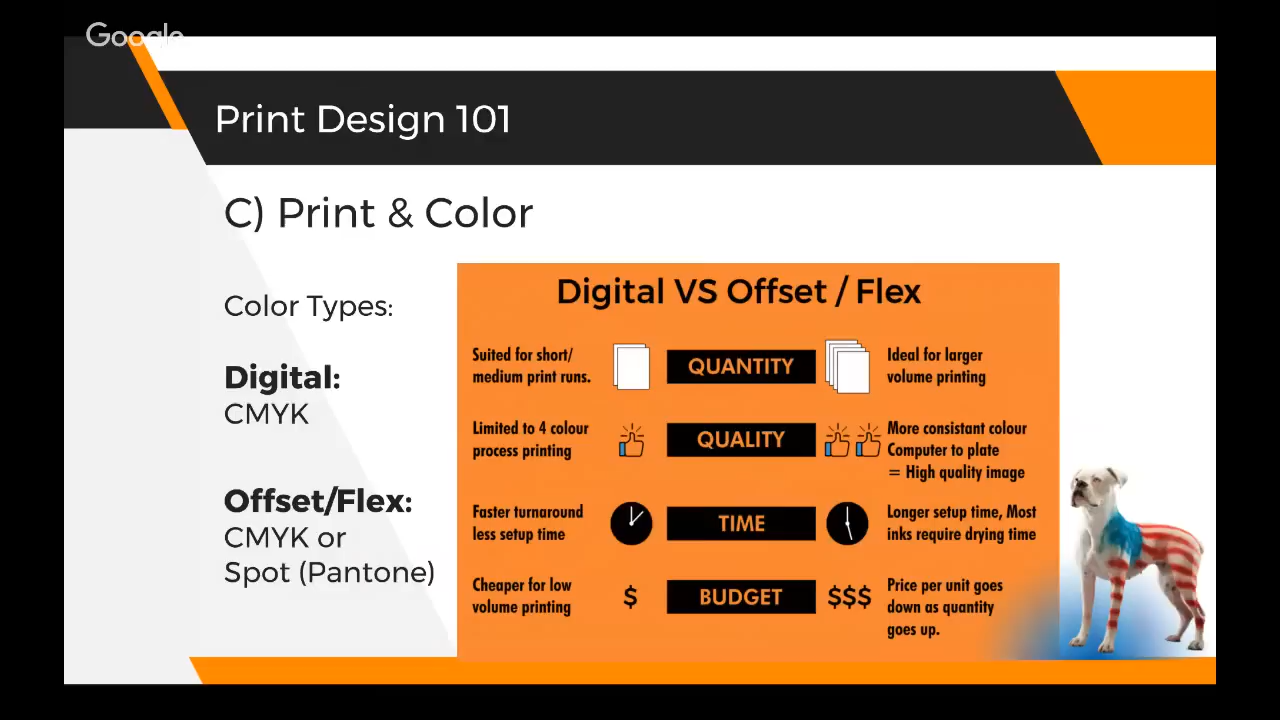 Google
Print Design 101
C) Print & Color
Color Types:
Digital:
CMYK
Offset/Flex:
CMYK or
Spot (Pantone)
Digital VS Offset / Flex
Suited for short/
medium print runs.
QUANTITY
Ideal for larger
volume printing
Limited to 4 colour
process printing
QUALITY
More consistant colour
Computer to plate
= High quality image
Faster turnaround
less setup time
TIME
Longer setup time, Most
inks require drying time
Cheaper for low
volume printing
$
BUDGET
$$$
Price per unit goes
down as quantity
goes up.